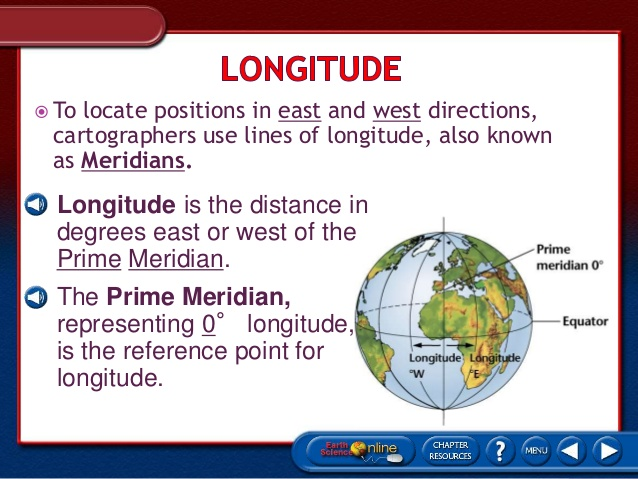 LONGITUDE
To locate positions in east and west directions,
cartographers use lines of longitude, also known
as Meridians.
Longitude is the distance in
degrees east or west of the
Prime Meridian.
The Prime Meridian,
representing 0° longitude,
is the reference point for
longitude.
Prime
meridian 0°
Equator
Longitude Longitude
°W °E
Earth
Science
Online
CHAPTER
RESOURCES
?
MENU